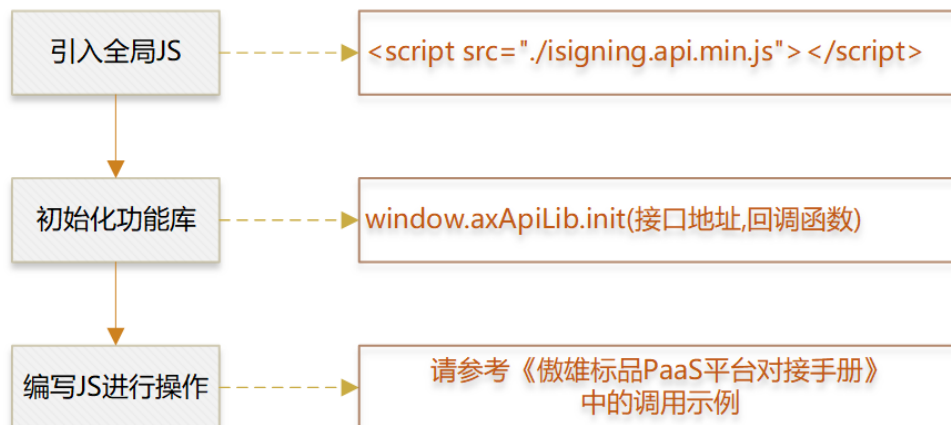 引入全局JS
<script src="./isigning.api.min.js"></script>
初始化功能库
window.axApiLib.init(接口地址,回调函数)
编写JS进行操作
请参考《傲雄标品PaaS平台对接手册》
中的调用示例